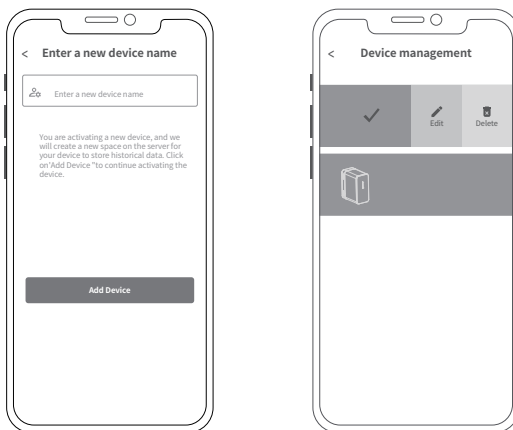 < Enter a new device name
Enter a new device name
You are activating a new device, and we
will create a new space on the server for
your device to store historical data. Click
on'Add Device "to continue activating the
device.
Add Device
< Device management
Edit Delete